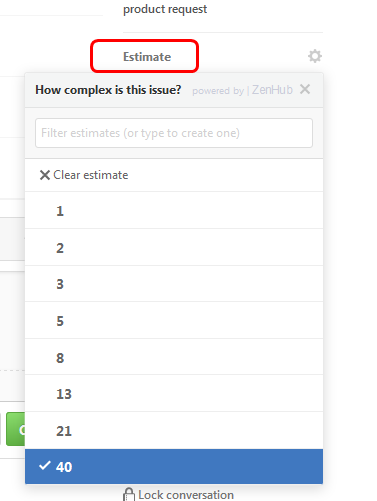 product request
Estimate
How complex is this issue? powered by | ZenHub
Filter estimates (or type to create one)
Clear estimate
1
2
3
5
8
13
21
40
Lock conversation